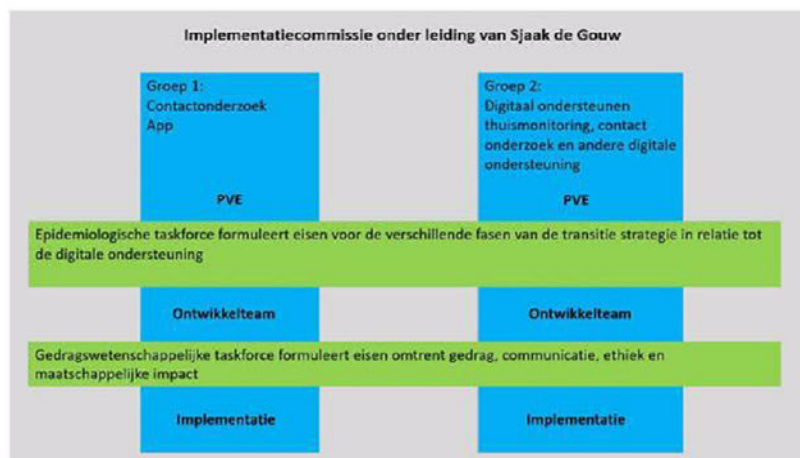 Implementatiecommissie onder leiding van Sjaak de Gouw
Groep 1:
Contactonderzoek
App
PVE
Groep 2:
Digitaal ondersteunen
thuismonitoring, contact
onderzoek en andere digitale
ondersteuning
PVE
Epidemiologische taskforce formuleert eisen voor de verschillende fasen van de transitie strategie in relatie tot
de digitale ondersteuning
Ontwikkelteam
Ontwikkelteam
Gedragswetenschappelijke taskforce formuleert eisen omtrent gedrag, communicatie, ethiek en
maatschappelijke impact
Implementatie
Implementatie